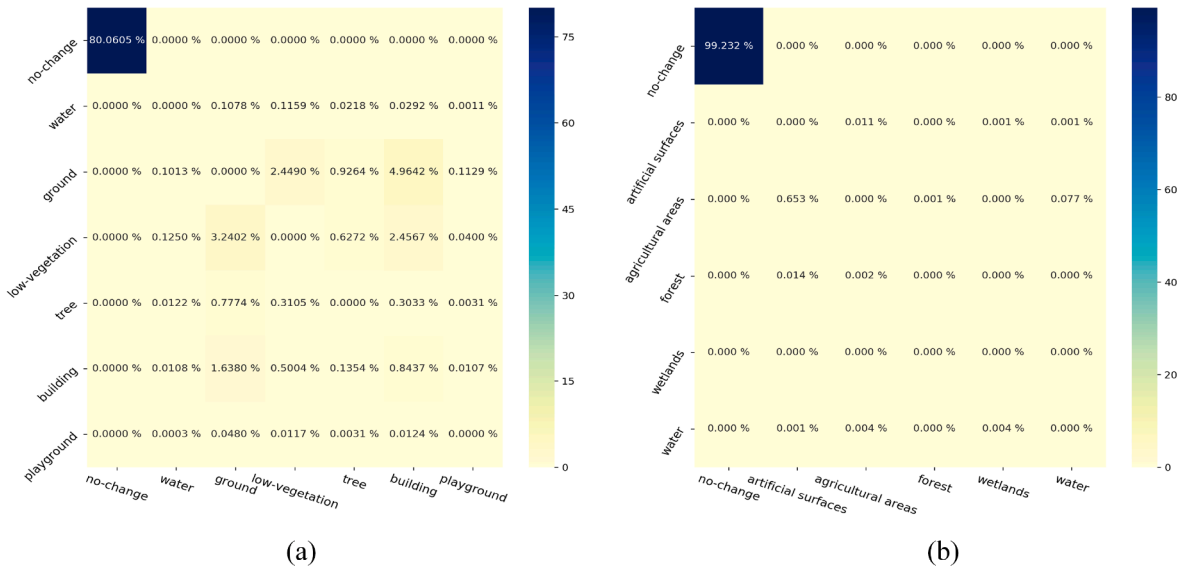 no-change 80.0605 % 0.0000 % 0.0000 % 0.0000 % 0.0000 % 0.0000 % 0.0000 %
water 0.0000 % 0.0000 % 0.1078 % 0.1159 % 0.0218 % 0.0292 % 0.0011 %
ground 0.0000 % 0.1013 % 0.0000 % 2.4490 % 0.9264 % 4.9642 % 0.1129 %
low-vegetation 0.0000 % 0.1250 % 3.2402 % 0.0000 % 0.6272 % 2.4567 % 0.0400 %
tree 0.0000 % 0.0122 % 0.7774 % 0.3105 % 0.0000 % 0.3033 % 0.0031 %
building 0.0000 % 0.0108 % 1.6380 % 0.5004 % 0.1354 % 0.8437 % 0.0107 %
playground 0.0000 % 0.0003 % 0.0480 % 0.0117 % 0.0031 % 0.0124 % 0.0000 %
no-change water ground low-vegetation tree building playground
75
60
45
30
15
0
(a)
no-change 99.232 % 0.000 % 0.000 % 0.000 % 0.000 % 0.000 %
artificial surfaces 0.000 % 0.000 % 0.011 % 0.000 % 0.001 % 0.001 %
agricultural areas 0.000 % 0.653 % 0.000 % 0.001 % 0.000 % 0.077 %
forest 0.000 % 0.014 % 0.002 % 0.000 % 0.000 % 0.000 %
wetlands 0.000 % 0.000 % 0.000 % 0.000 % 0.000 % 0.000 %
water 0.000 % 0.001 % 0.004 % 0.000 % 0.004 % 0.000 %
no-change artificial surfaces agricultural areas forest wetlands water
80
60
40
20
0
(b)